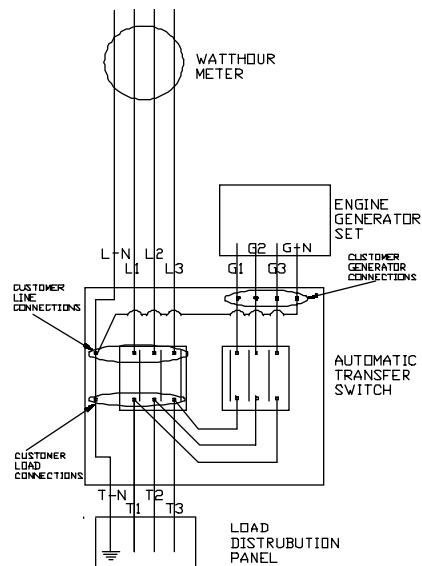 WATTHOUR
METER
ENGINE
GENERATOR
SET
L-N L2
L1 L3
G2 G+N
G1 G3
CUSTOMER
GENERATOR
CONNECTIONS
CUSTOMER
LINE
CONNECTIONS
AUTOMATIC
TRANSFER
SWITCH
CUSTOMER
LOAD
CONNECTIONS
T-N T2
T1 T3
LOAD
DISTRUBUTION
PANEL